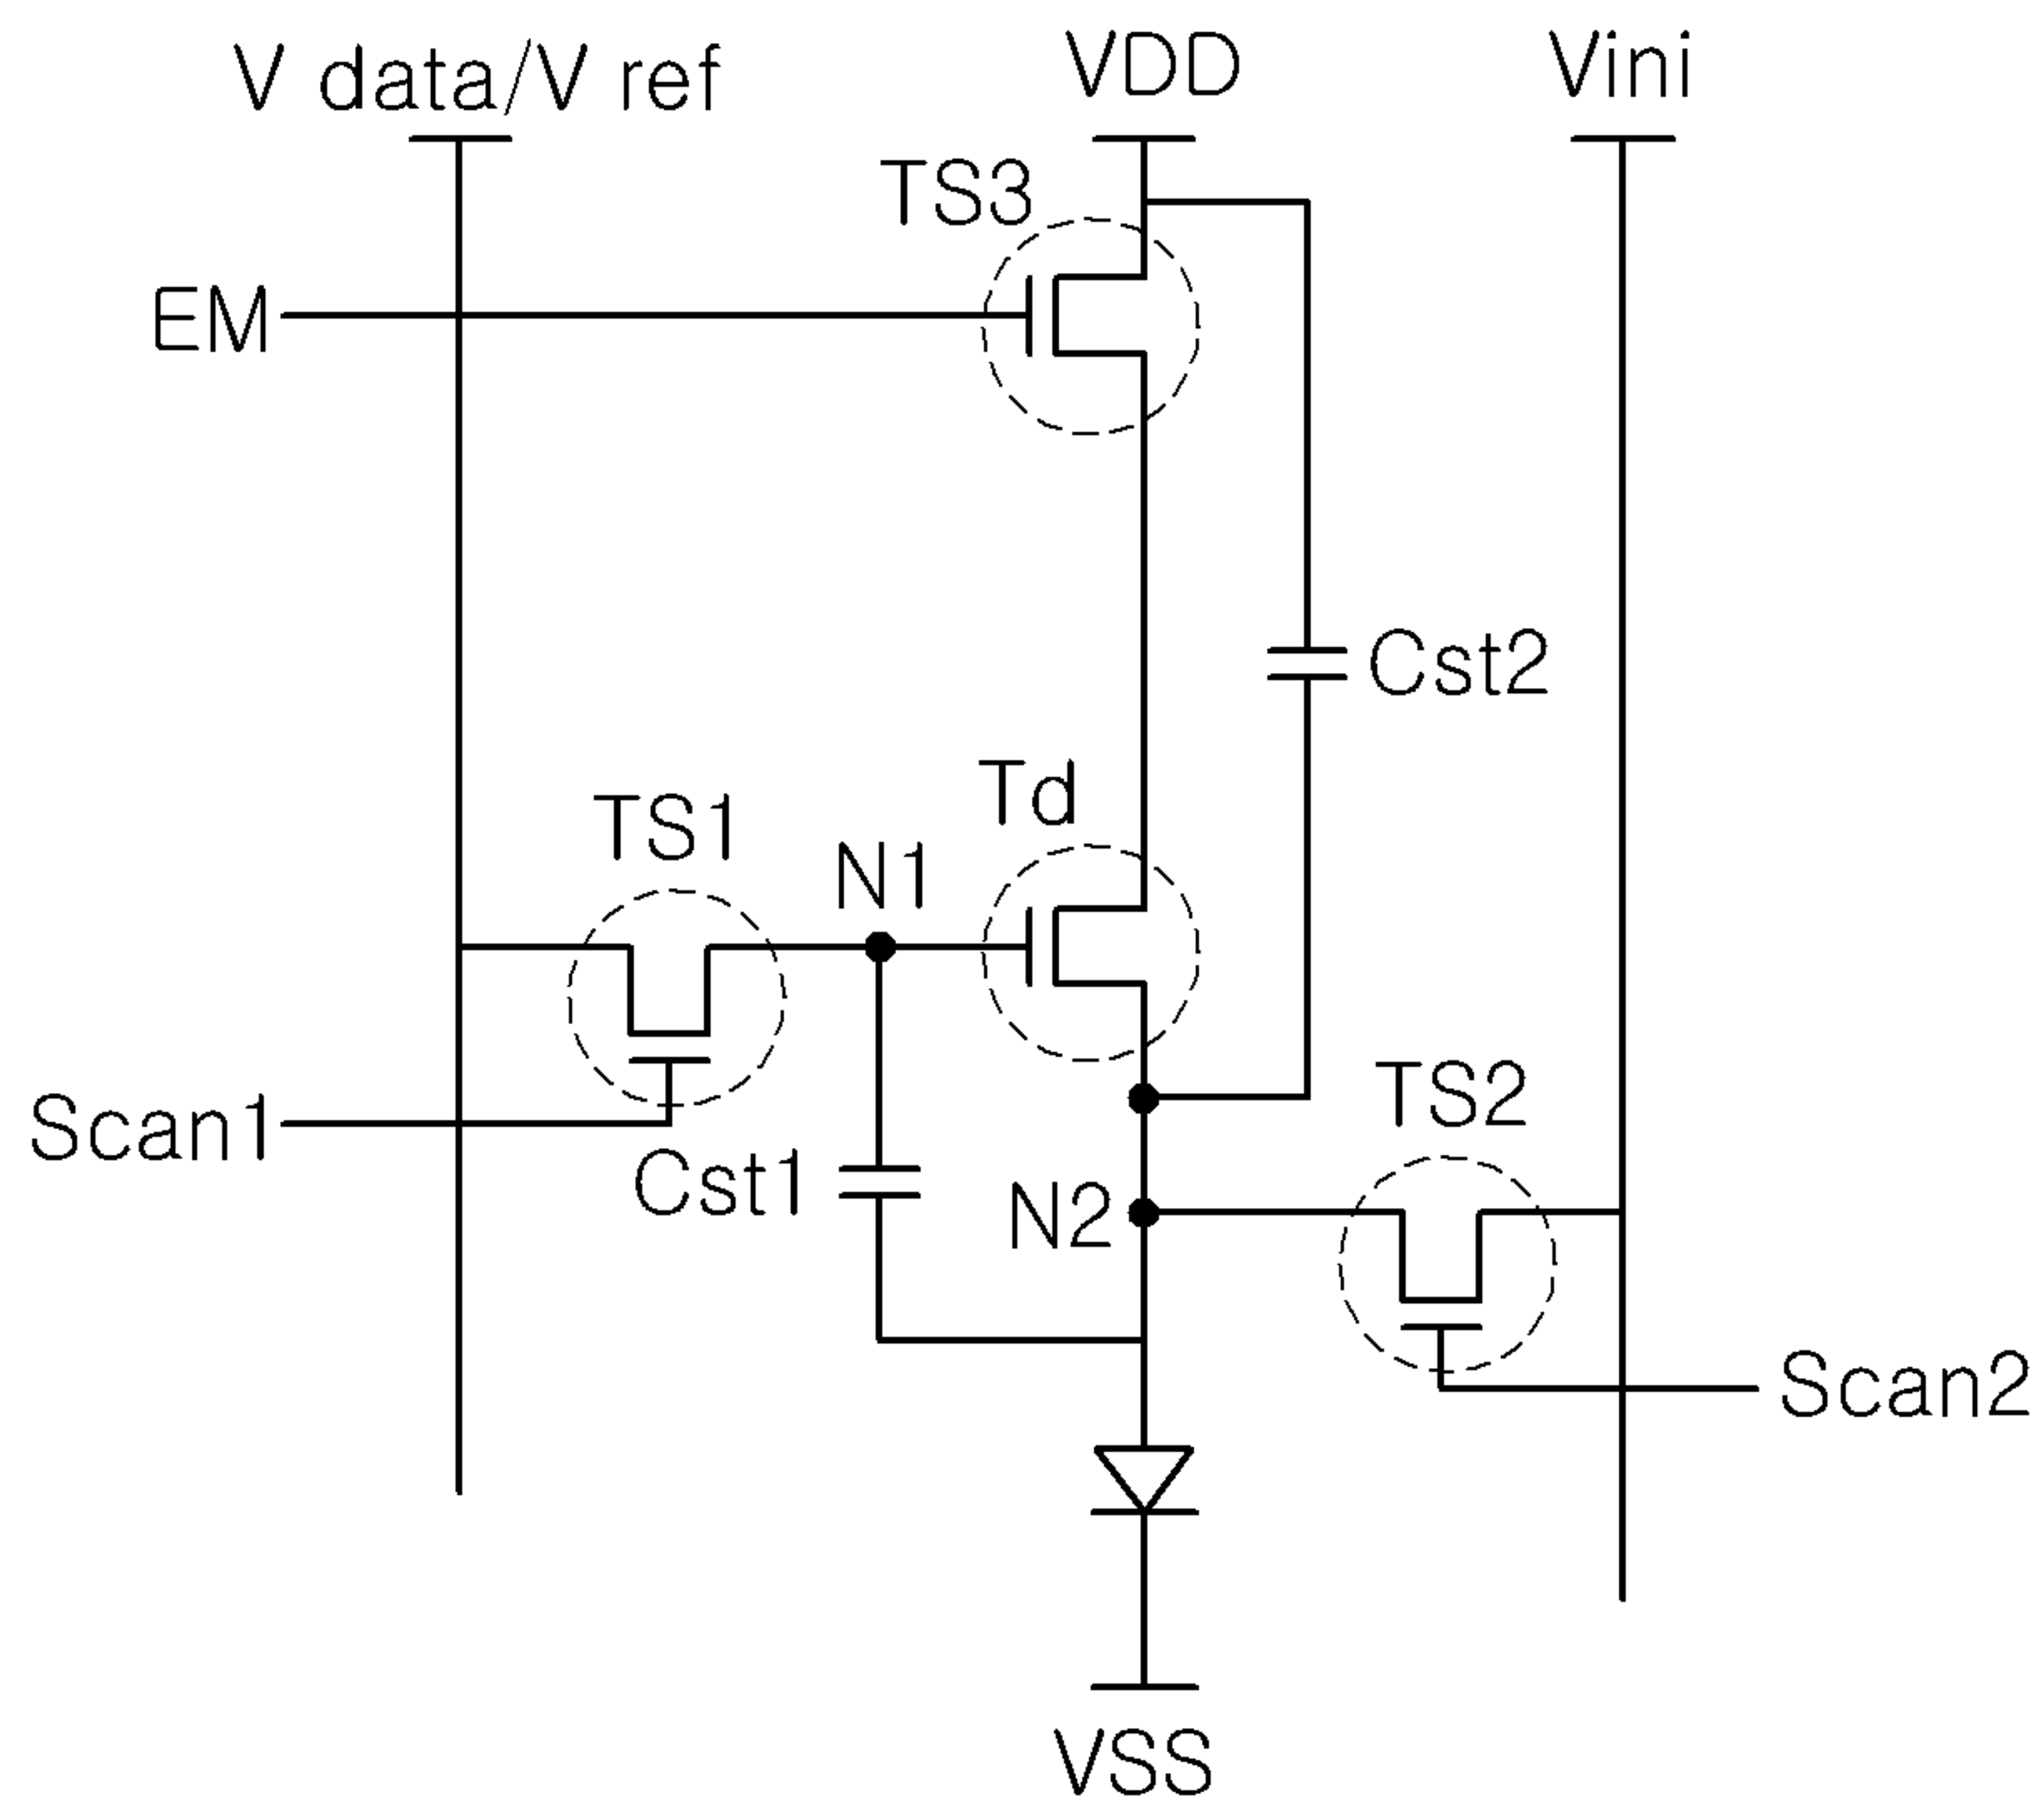 V data/V ref
VDD
Vini
TS3
EM
Cst2
Td
TS1
N1
TS2
Scan1
Cst1
N2
Scan2
VSS